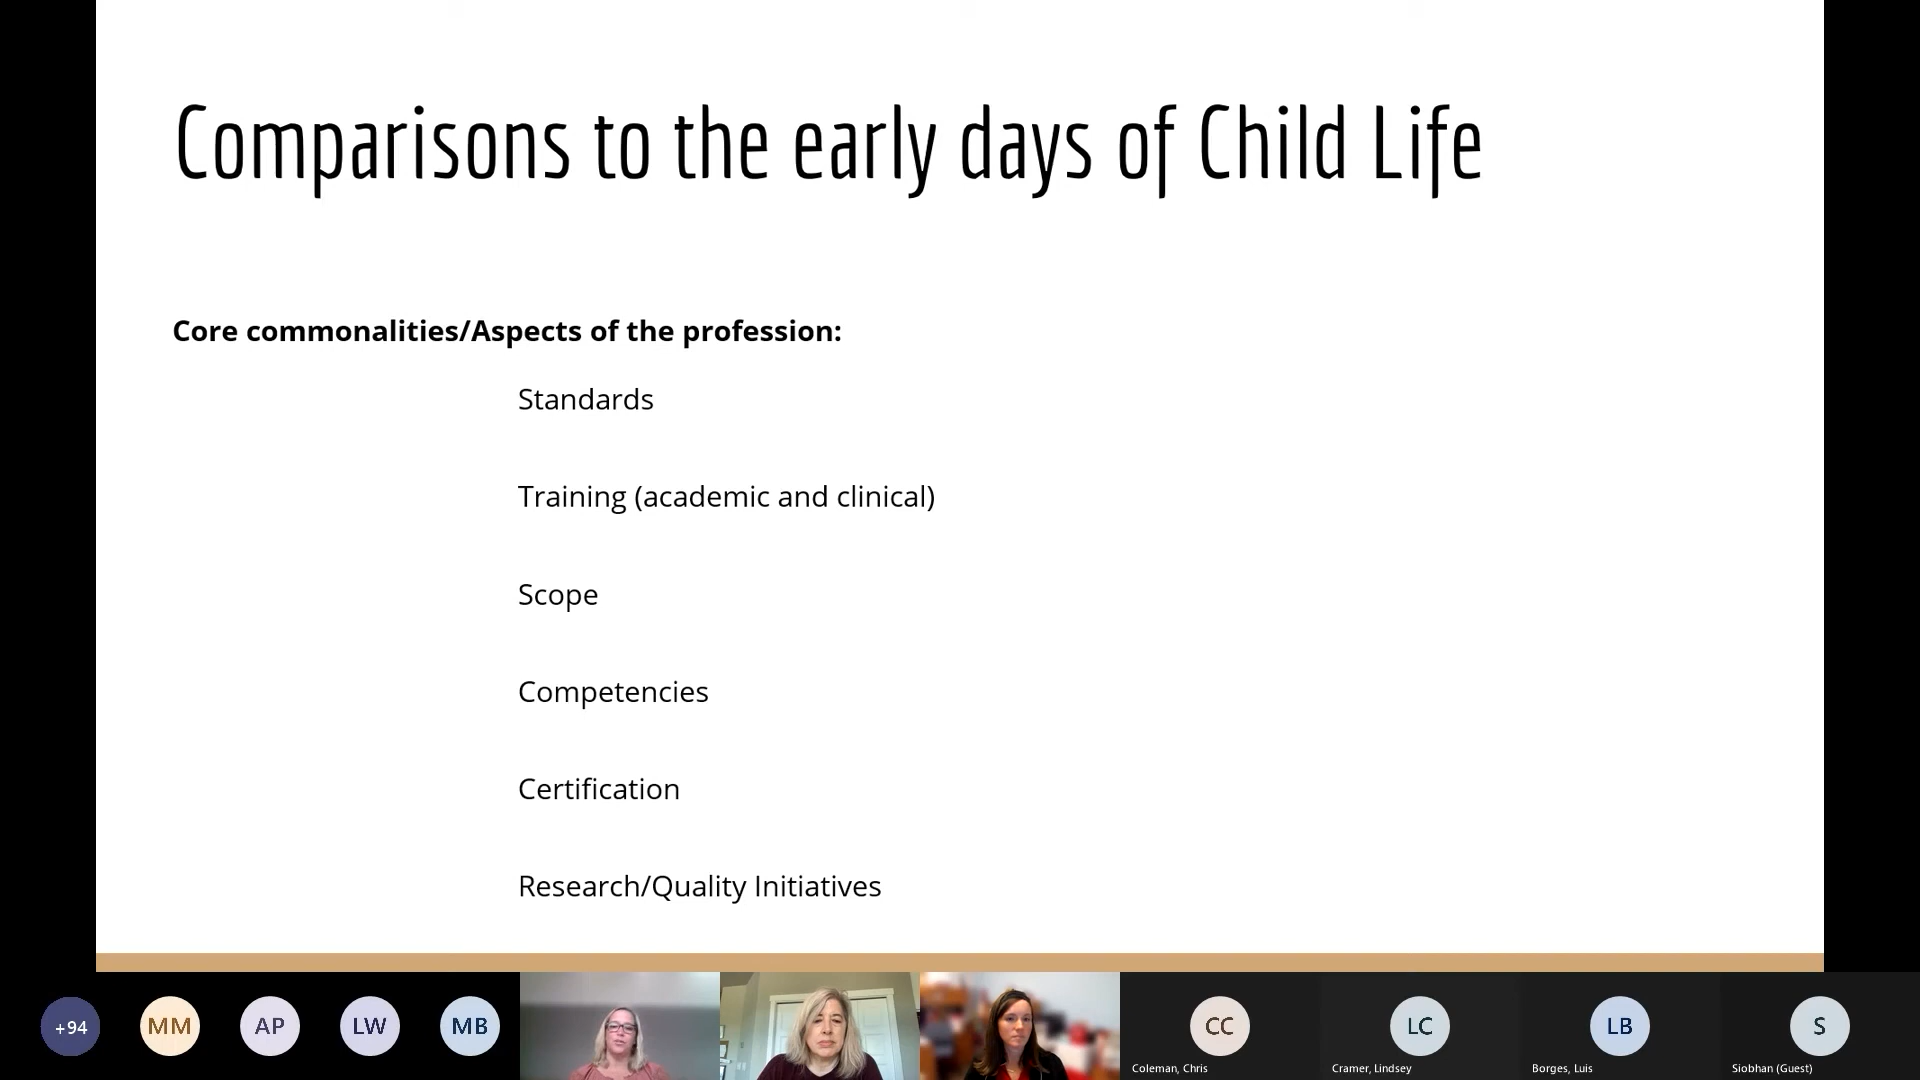 Comparisons to the early days of Child Life
Core commonalities/Aspects of the profession:
Standards
Training (academic and clinical)
Scope
Competencies
Certification
Research/Quality Initiatives
+94
MM
AP
LW
MB
CC
LC
LB
S
Coleman, Chris
Cramer, Lindsey
Borges, Luis
Siobhan (Guest)